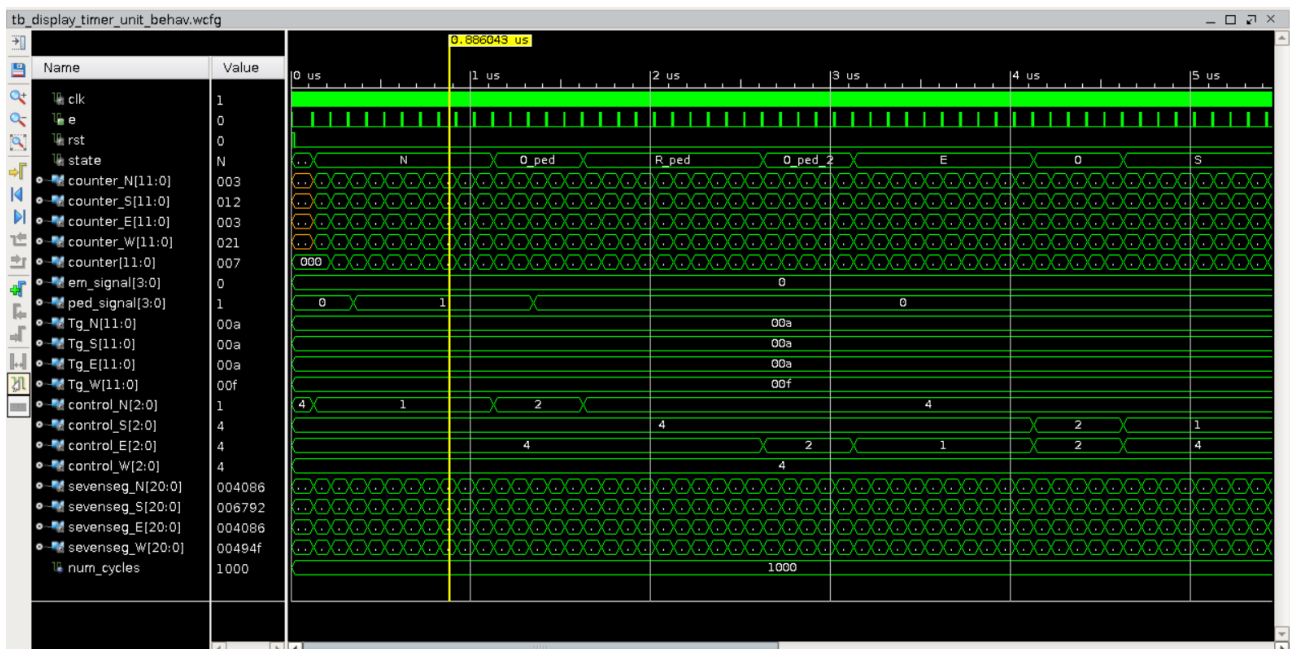 tb_display_timer_unit_behav.wcfg
0.886043 us
Name Value
0 us 1 us 2 us 3 us 4 us 5 us
clk 1
e 0
rst 0
state N .. N O_ped R_ped O_ped_2 E O S
counter_N[11:0] 003
counter_S[11:0] 012
counter_E[11:0] 003
counter_W[11:0] 021
counter[11:0] 007 000
em_signal[3:0] 0 0
ped_signal[3:0] 1 0 1 0
Tg_N[11:0] 00a 00a
Tg_S[11:0] 00a 00a
Tg_E[11:0] 00a 00a
Tg_W[11:0] 00f 00f
control_N[2:0] 1 4 1 2 4
control_S[2:0] 4 4 2 1
control_E[2:0] 4 4 2 1 2 4
control_W[2:0] 4 4
sevenseg_N[20:0] 004086
sevenseg_S[20:0] 006792
sevenseg_E[20:0] 004086
sevenseg_W[20:0] 00494f
num_cycles 1000 1000